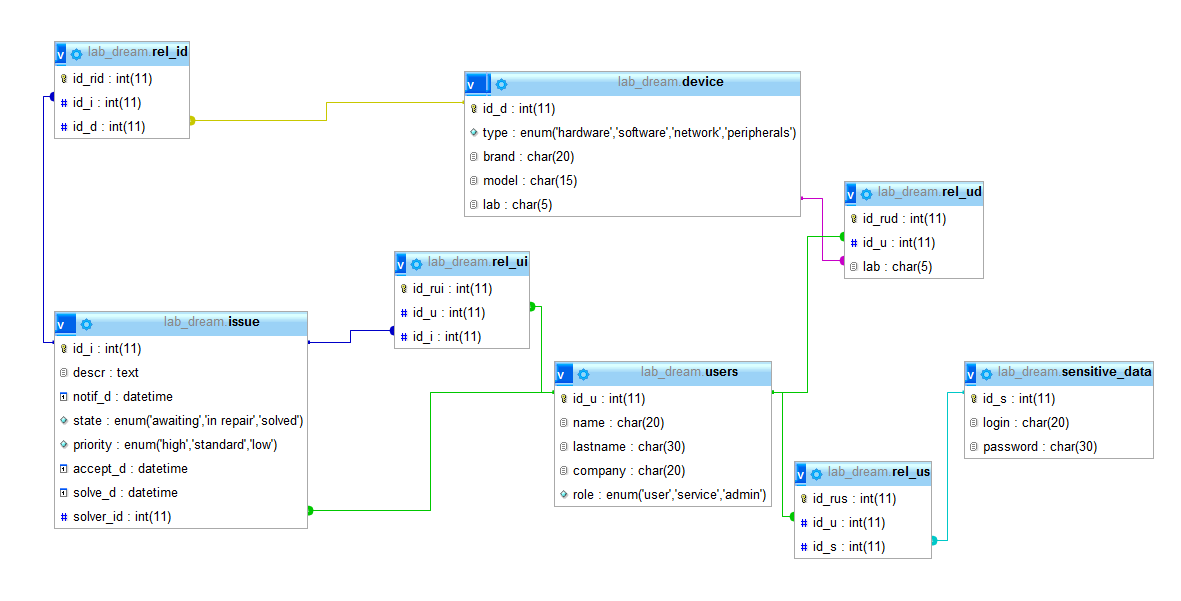 v lab_dream.rel_id
id_rid : int(11)
# id_i : int(11)
# id_d : int(11)
v lab_dream.device
id_d : int(11)
type : enum('hardware','software','network','peripherals')
brand : char(20)
model : char(15)
lab : char(5)
v lab_dream.rel_ud
id_rud : int(11)
# id_u : int(11)
lab : char(5)
v lab_dream.rel_ui
id_rui : int(11)
# id_u : int(11)
# id_i : int(11)
v lab_dream.issue
id_i : int(11)
descr : text
notif_d : datetime
state : enum('awaiting','in repair','solved')
priority : enum('high','standard','low')
accept_d : datetime
solve_d : datetime
# solver_id : int(11)
v lab_dream.users
id_u : int(11)
name : char(20)
lastname : char(30)
company : char(20)
role : enum('user','service','admin')
v lab_dream.sensitive_data
id_s : int(11)
login : char(20)
password : char(30)
v lab_dream.rel_us
id_rus : int(11)
# id_u : int(11)
# id_s : int(11)